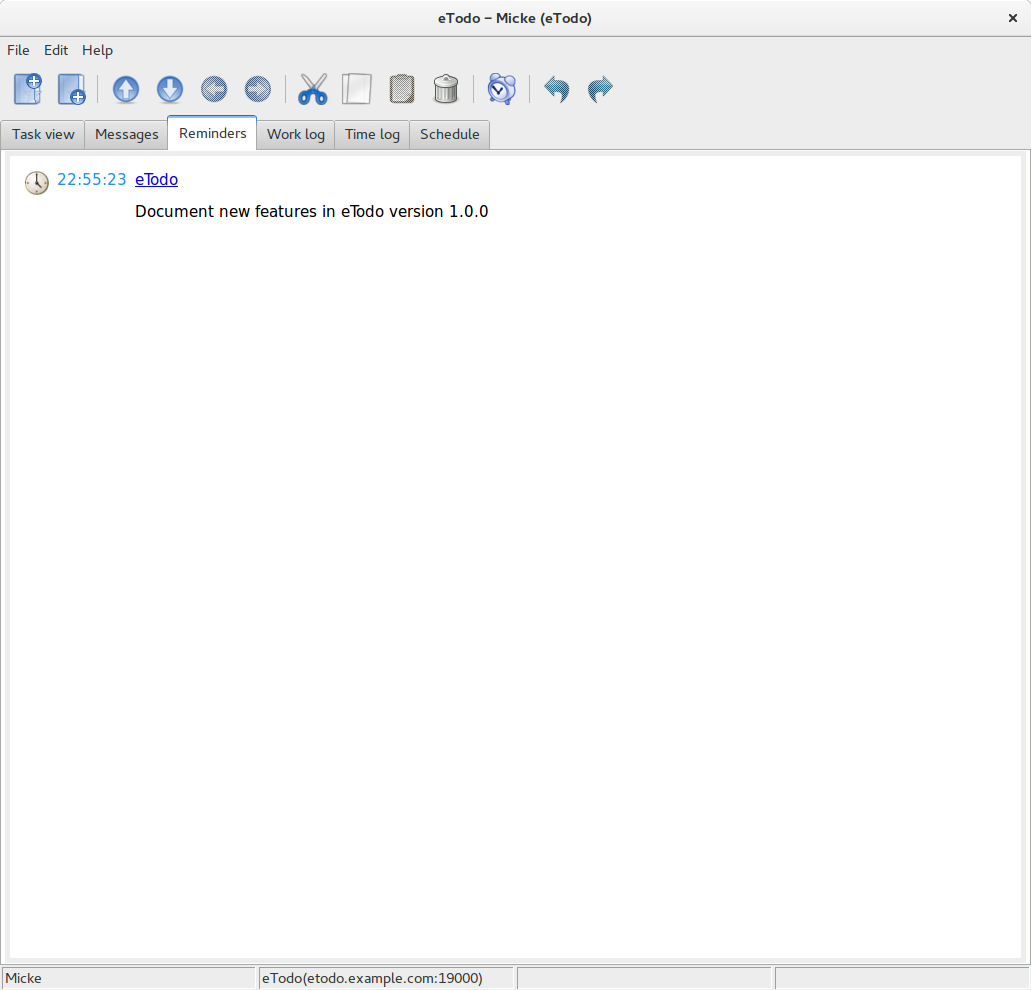 eTodo – Micke (eTodo)
File Edit Help
Task view Messages Reminders Work log Time log Schedule
22:55:23 eTodo
Document new features in eTodo version 1.0.0
Micke eTodo(etodo.example.com:19000)